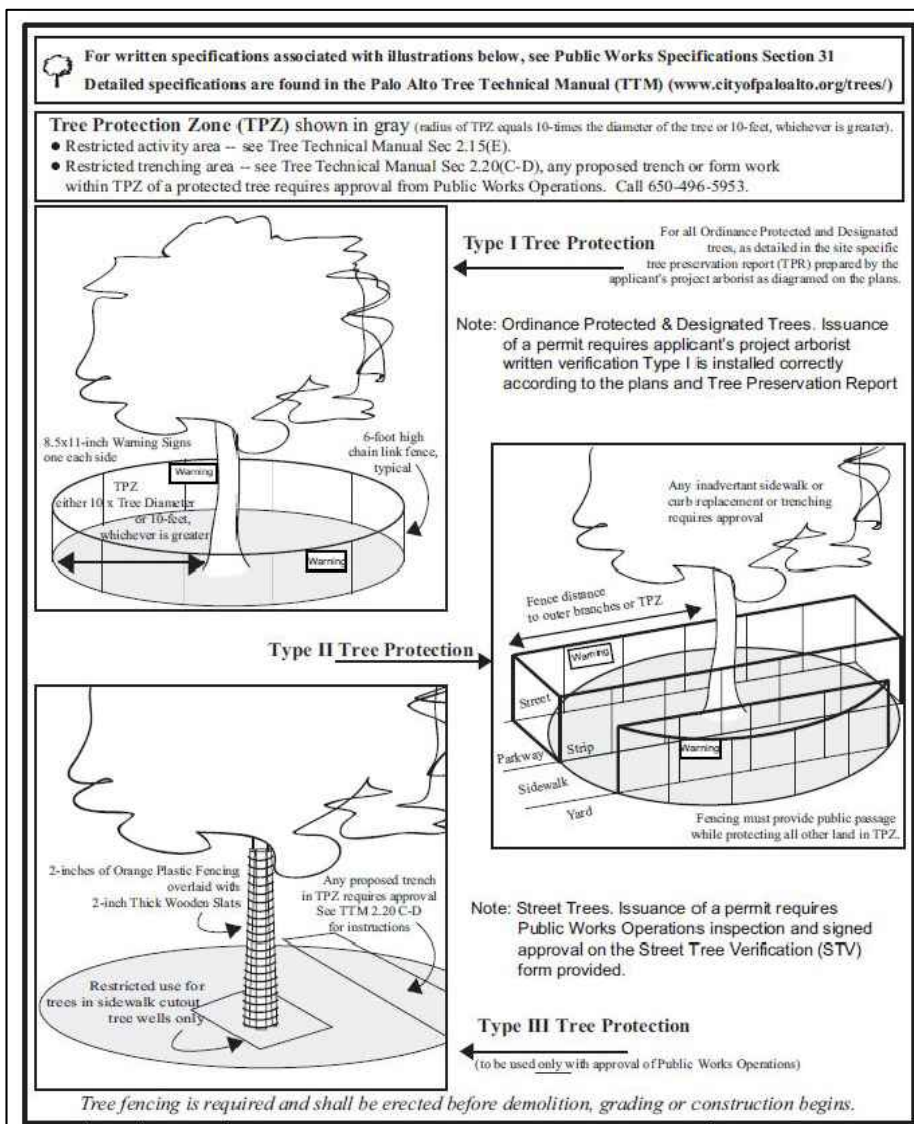 For written specifications associated with illustrations below, see Public Works Specifications Section 31
Detailed specifications are found in the Palo Alto Tree Technical Manual (TTM) (www.cityofpaloalto.org/trees/)
Tree Protection Zone (TPZ) shown in gray (radius of TPZ equals 10-times the diameter of the tree or 10-feet, whichever is greater).
● Restricted activity area -- see Tree Technical Manual Sec 2.15(E).
● Restricted trenching area -- see Tree Technical Manual Sec 2.20(C-D), any proposed trench or form work
within TPZ of a protected tree requires approval from Public Works Operations. Call 650-496-5953.
Type I Tree Protection
For all Ordinance Protected and Designated
trees, as detailed in the site specific
tree preservation report (TPR) prepared by the
applicant's project arborist as diagramed on the plans.
Note: Ordinance Protected & Designated Trees. Issuance
of a permit requires applicant's project arborist
written verification Type I is installed correctly
according to the plans and Tree Preservation Report
8.5x11-inch Warning Signs
one each side
6-foot high
chain link fence,
typical
Warning
TPZ
either 10 x Tree Diameter
or 10-feet,
whichever is greater
Warning
Any inadvertant sidewalk or
curb replacement or trenching
requires approval
Fence distance
to outer branches or TPZ
Type II Tree Protection
Warning
Street
Parkway Strip
Warning
Sidewalk
Yard
Fencing must provide public passage
while protecting all other land in TPZ.
2-inches of Orange Plastic Fencing
overlaid with
2-inch Thick Wooden Slats
Any proposed trench
in TPZ requires approval
See TTM 2.20 C-D
for instructions
Restricted use for
trees in sidewalk cutout
tree wells only
Note: Street Trees. Issuance of a permit requires
Public Works Operations inspection and signed
approval on the Street Tree Verification (STV)
form provided.
Type III Tree Protection
(to be used only with approval of Public Works Operations)
Tree fencing is required and shall be erected before demolition, grading or construction begins.